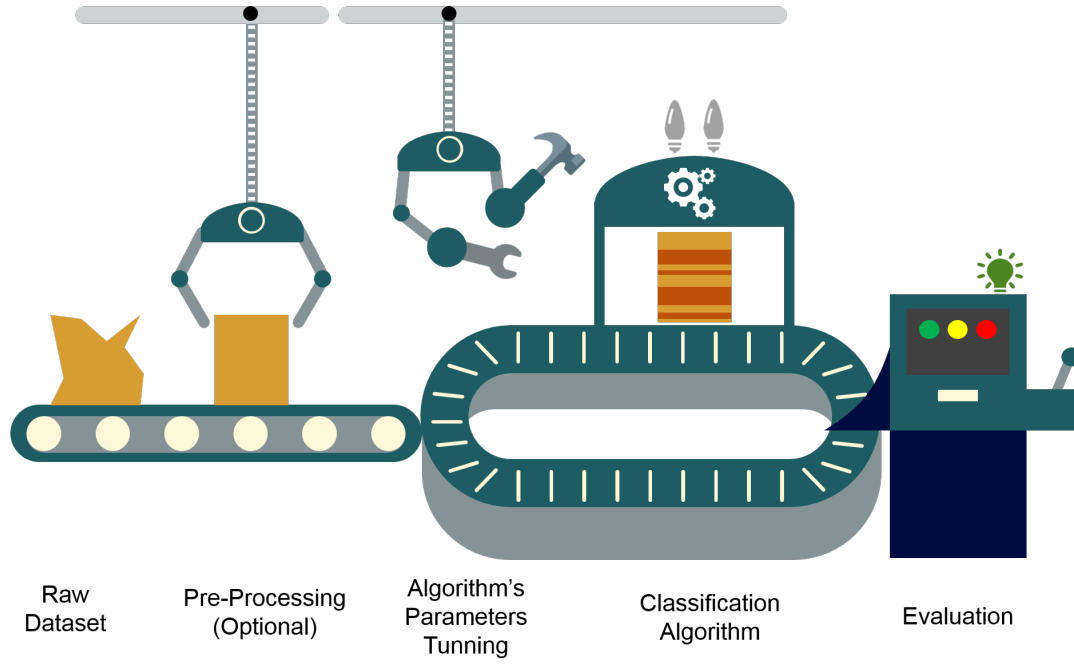 Raw
Dataset
Pre-Processing
(Optional)
Algorithm's
Parameters
Tunning
Classification
Algorithm
Evaluation